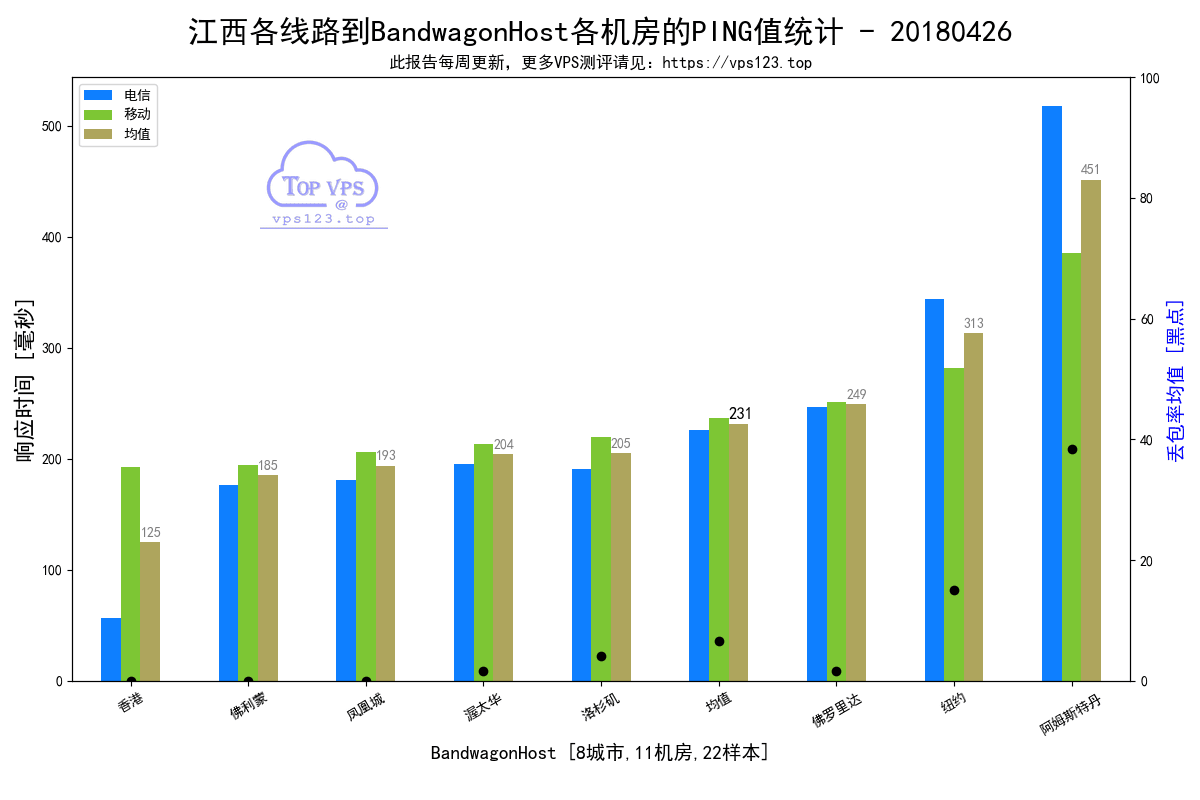 江西各线路到BandwagonHost各机房的PING值统计 - 20180426
此报告每周更新，更多VPS测评请见：https://vps123.top
电信
移动
均值
TOP VPS
@
vps123.top
响应时间 [毫秒]
500
400
300
200
100
0
125
185
193
204
205
231
249
313
451
100
80
60
40
20
0
丢包率均值 [黑点]
香港
佛利蒙
凤凰城
渥太华
洛杉矶
均值
佛罗里达
纽约
阿姆斯特丹
BandwagonHost [8城市,11机房,22样本]